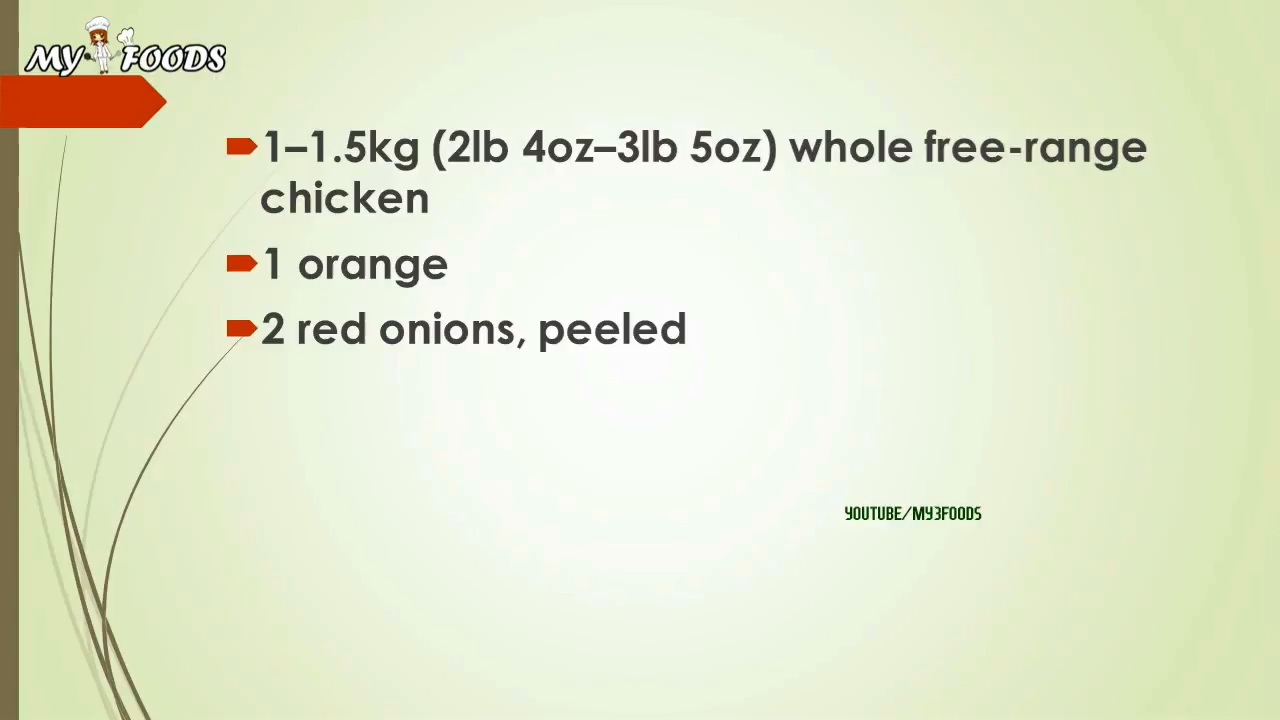 MY FOODS
1–1.5kg (2lb 4oz–3lb 5oz) whole free-range
chicken
1 orange
2 red onions, peeled
YOUTUBE/MY3FOODS